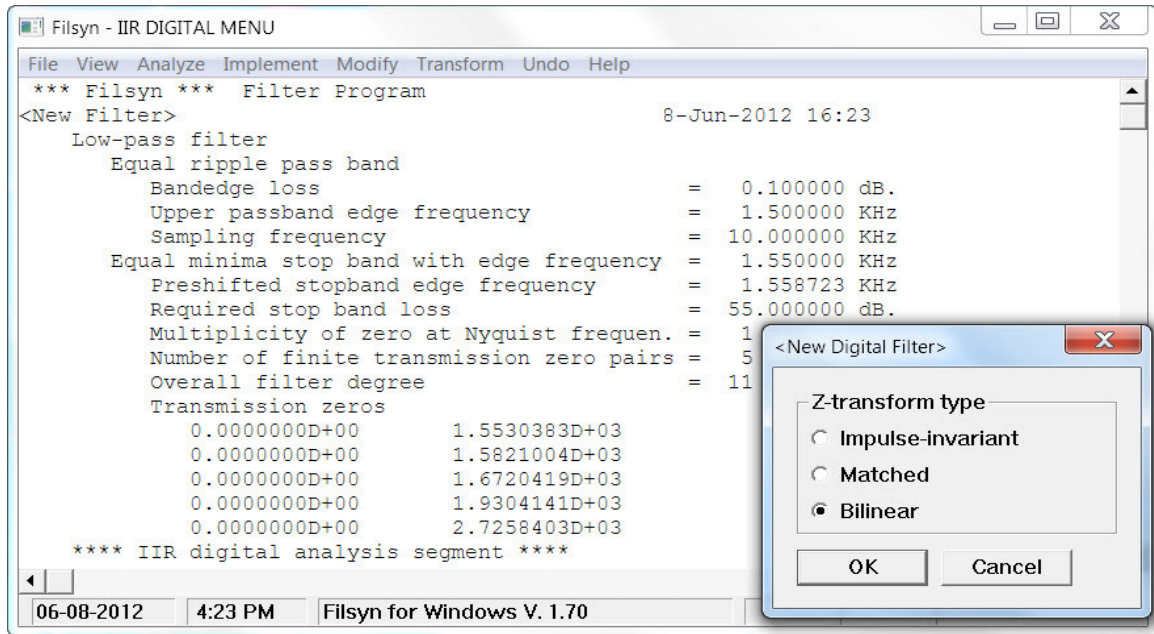 Filsyn - IIR DIGITAL MENU
File View Analyze Implement Modify Transform Undo Help
*** Filsyn *** Filter Program
<New Filter> 8-Jun-2012 16:23
Low-pass filter
Equal ripple pass band
Bandedge loss = 0.100000 dB.
Upper passband edge frequency = 1.500000 KHz
Sampling frequency = 10.000000 KHz
Equal minima stop band with edge frequency = 1.550000 KHz
Preshifted stopband edge frequency = 1.558723 KHz
Required stop band loss = 55.000000 dB.
Multiplicity of zero at Nyquist frequen. = 1
Number of finite transmission zero pairs = 5
Overall filter degree = 11
Transmission zeros
0.0000000D+00 1.5530383D+03
0.0000000D+00 1.5821004D+03
0.0000000D+00 1.6720419D+03
0.0000000D+00 1.9304141D+03
0.0000000D+00 2.7258403D+03
**** IIR digital analysis segment ****
06-08-2012 4:23 PM Filsyn for Windows V. 1.70
<New Digital Filter>
Z-transform type
Impulse-invariant
Matched
Bilinear
OK Cancel